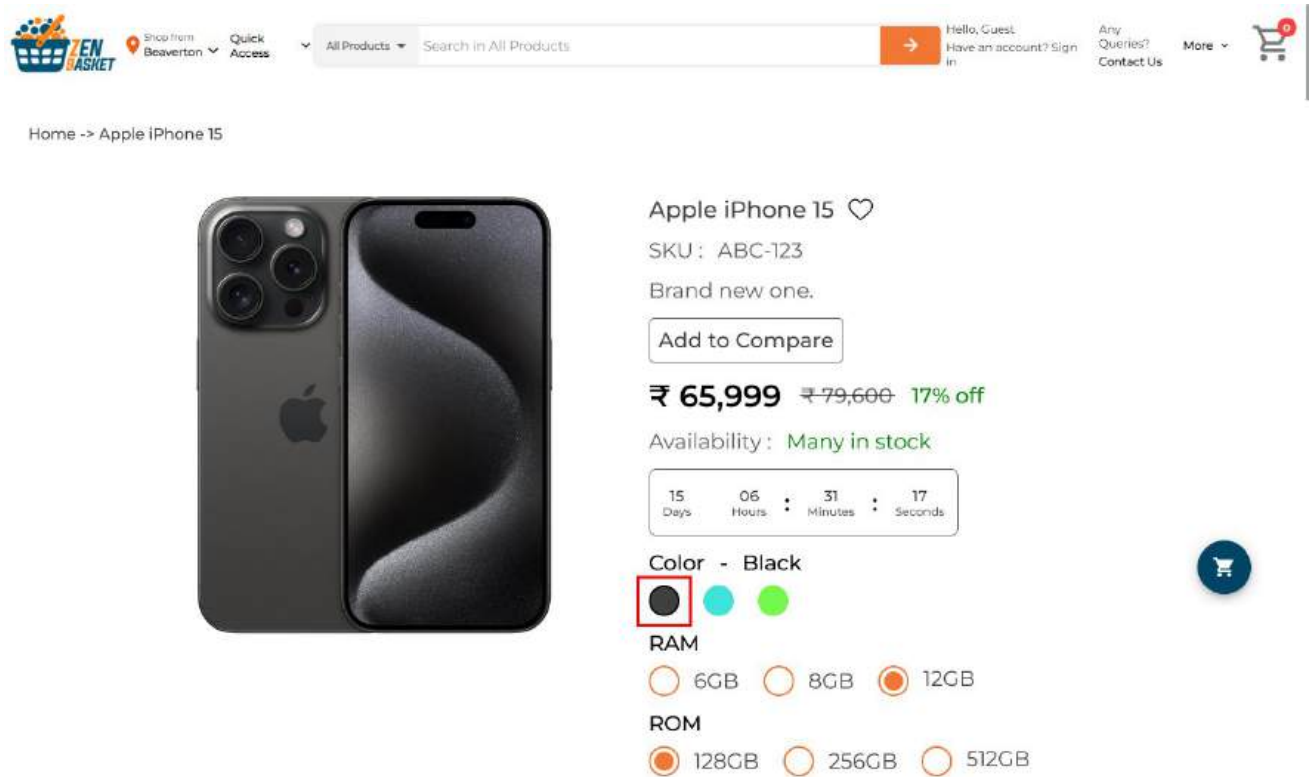 ZEN
BASKET
Shop from
Beaverton
Quick
Access
All Products
Search in All Products
Hello, Guest
Have an account? Sign
in
Any
Queries?
Contact Us
More
0
Home -> Apple iPhone 15
Apple iPhone 15
SKU : ABC-123
Brand new one.
Add to Compare
₹ 65,999 ₹ 79,600 17% off
Availability : Many in stock
15 06 : 31 : 17
Days Hours Minutes Seconds
Color - Black
RAM
6GB 8GB 12GB
ROM
128GB 256GB 512GB